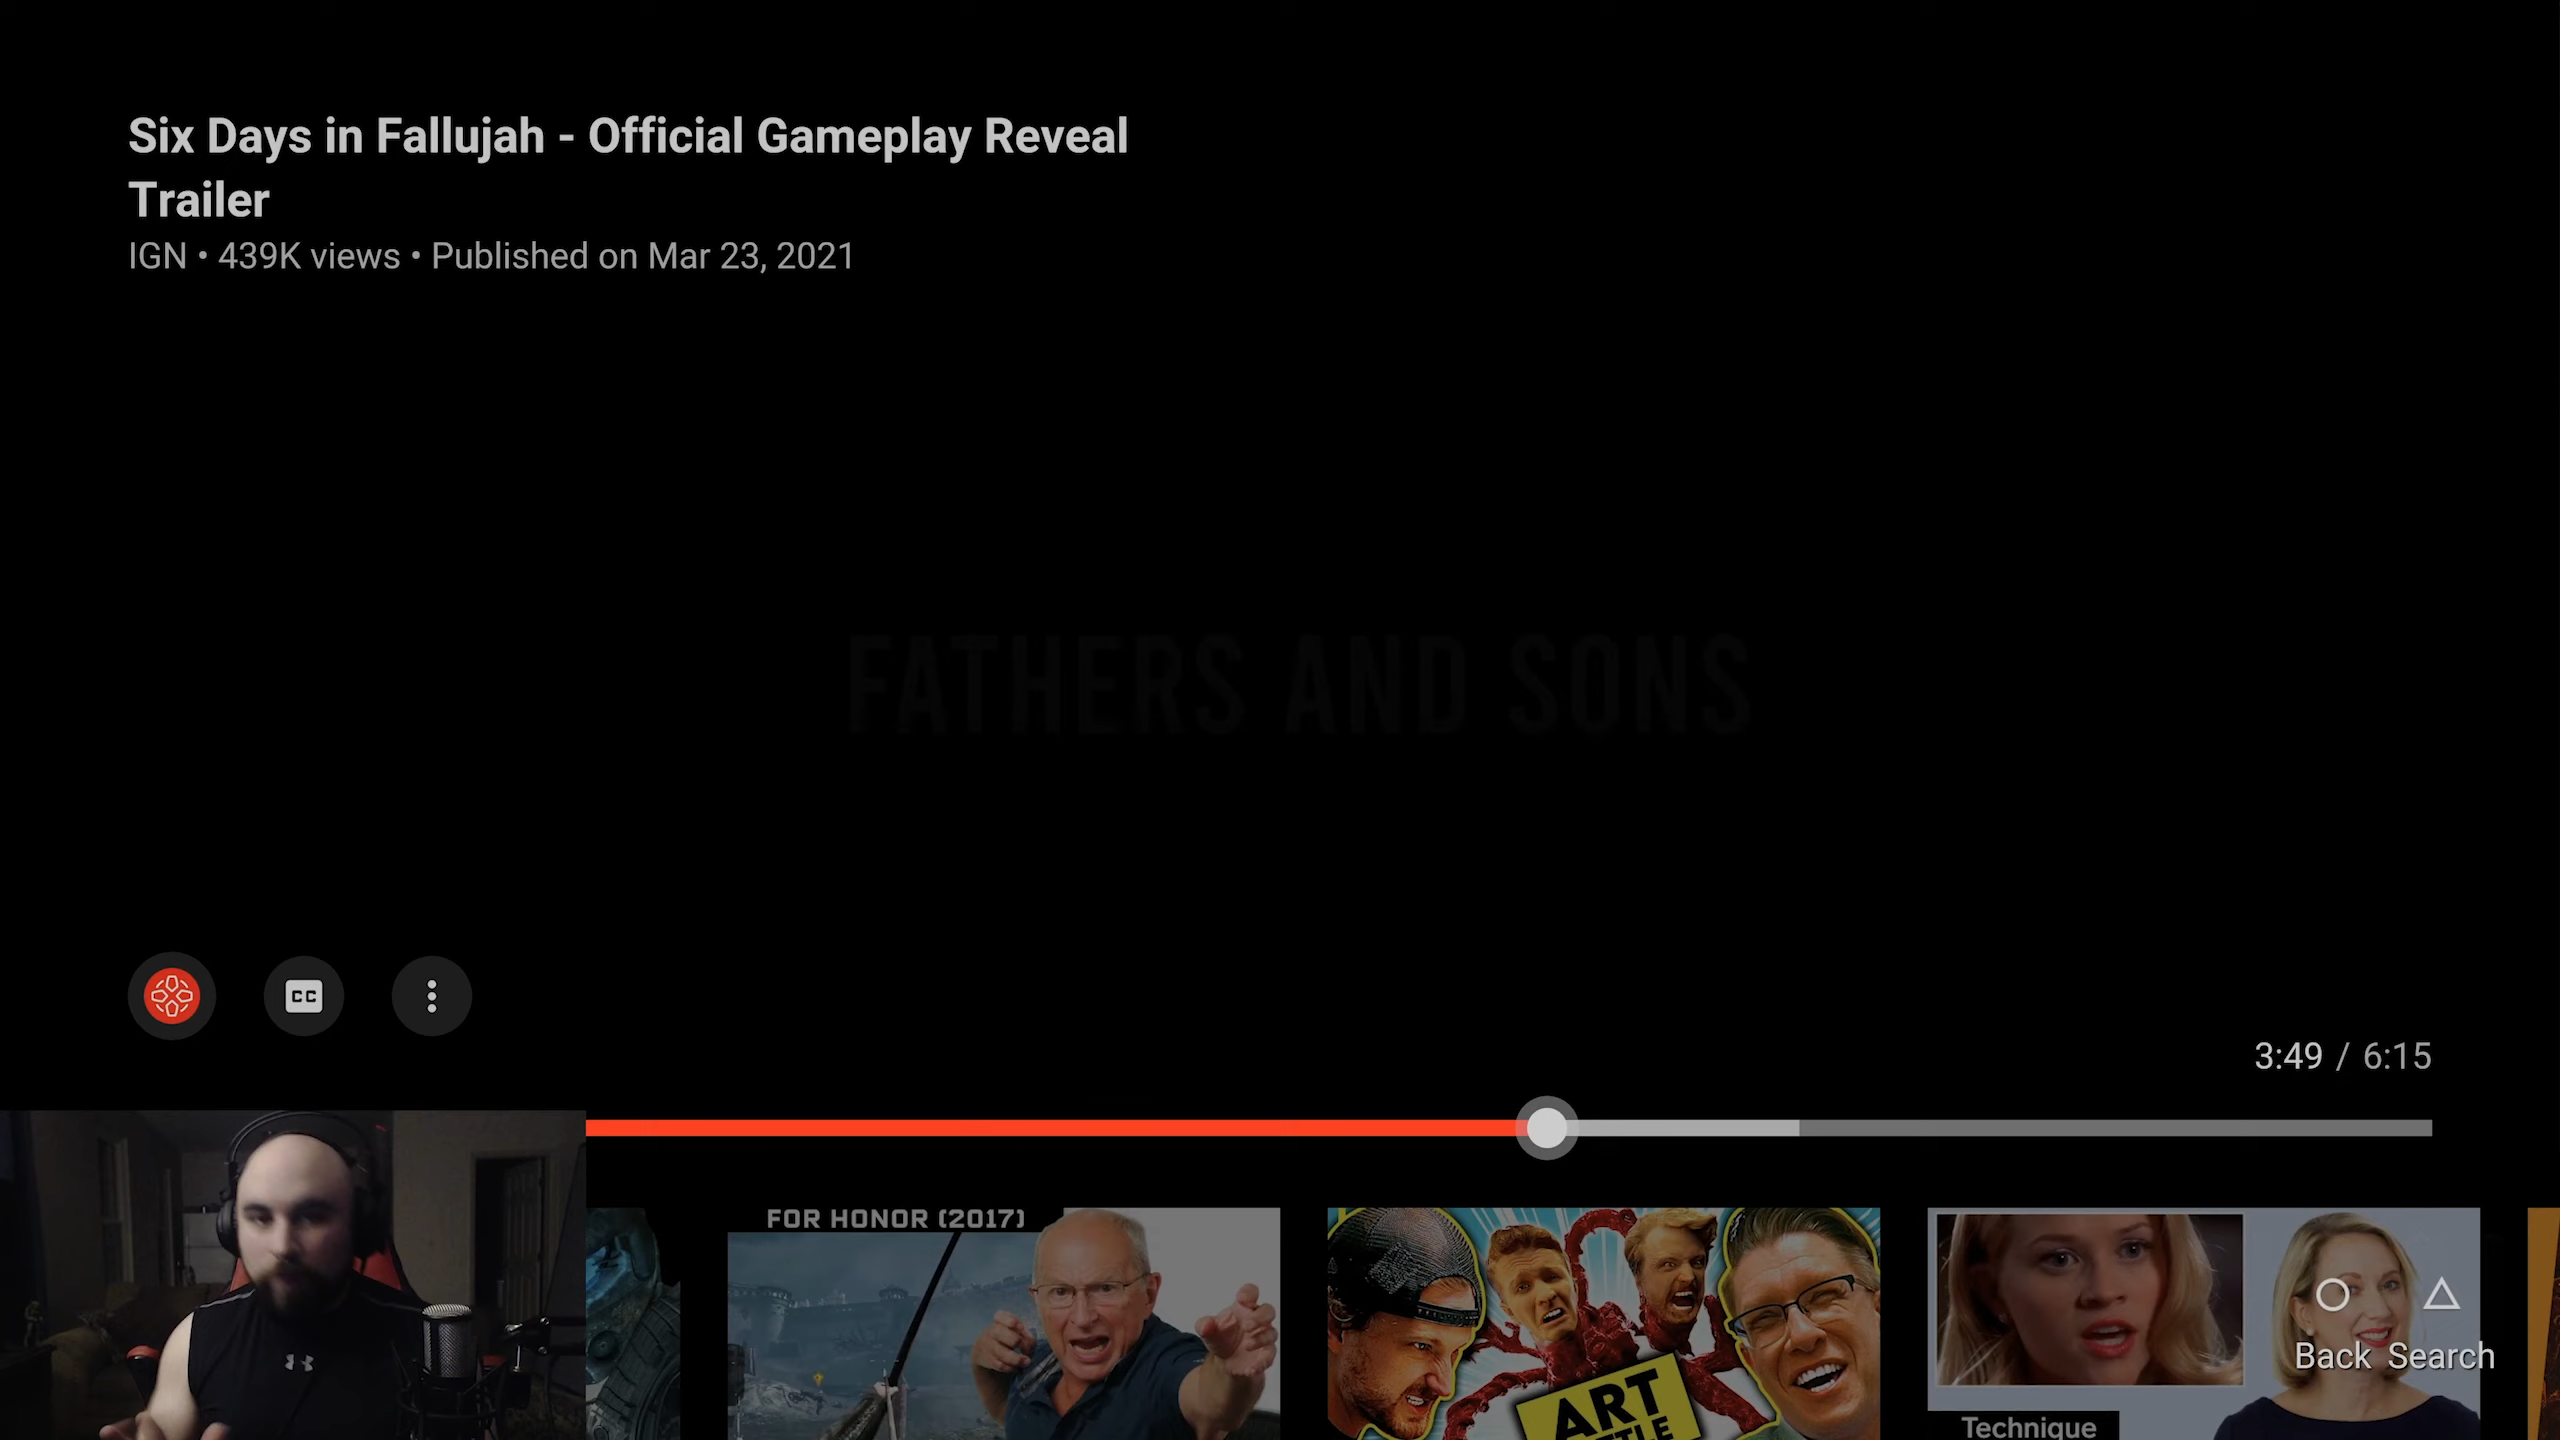 Six Days in Fallujah - Official Gameplay Reveal
Trailer
IGN • 439K views • Published on Mar 23, 2021
FATHERS AND SONS
CC
3:49 / 6:15
FOR HONOR (2017)
ART
Back Search
Technique